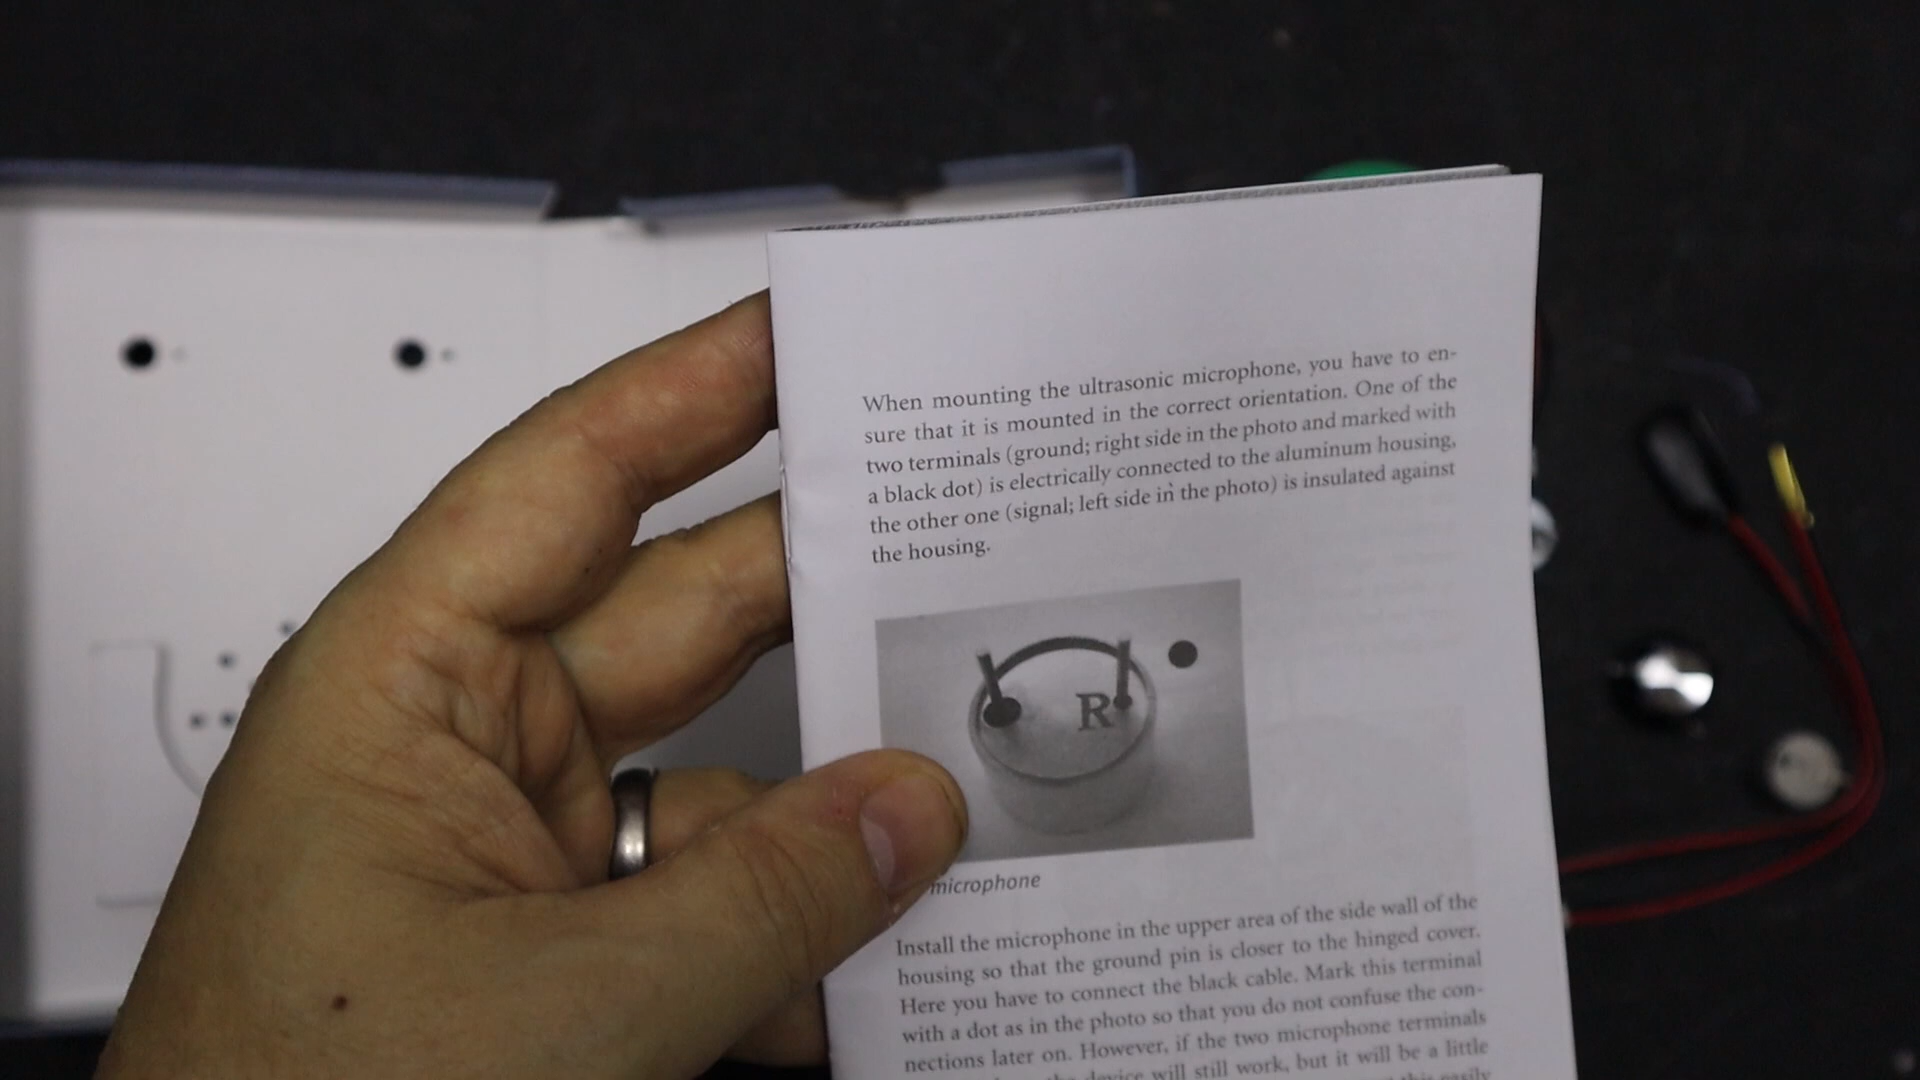 When mounting the ultrasonic microphone, you have to en-
sure that it is mounted in the correct orientation. One of the
two terminals (ground; right side in the photo and marked with
a black dot) is electrically connected to the aluminum housing,
the other one (signal; left side in the photo) is insulated against
the housing.
R
microphone
Install the microphone in the upper area of the side wall of the
housing so that the ground pin is closer to the hinged cover.
Here you have to connect the black cable. Mark this terminal
with a dot as in the photo so that you do not confuse the con-
nections later on. However, if the two microphone terminals
the device will still work, but it will be a little
this easily